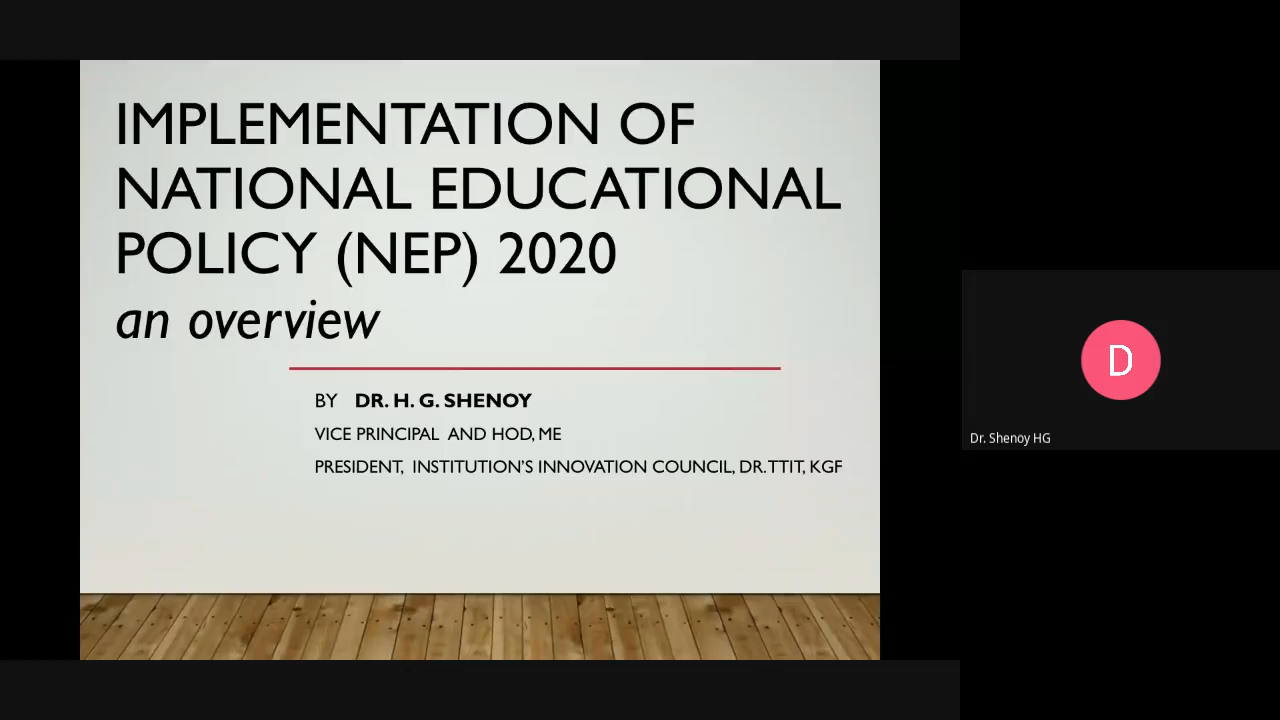 IMPLEMENTATION OF
NATIONAL EDUCATIONAL
POLICY (NEP) 2020
an overview
BY DR. H. G. SHENOY
VICE PRINCIPAL AND HOD, ME
PRESIDENT, INSTITUTION'S INNOVATION COUNCIL, DR. TTIT, KGF
D
Dr. Shenoy HG